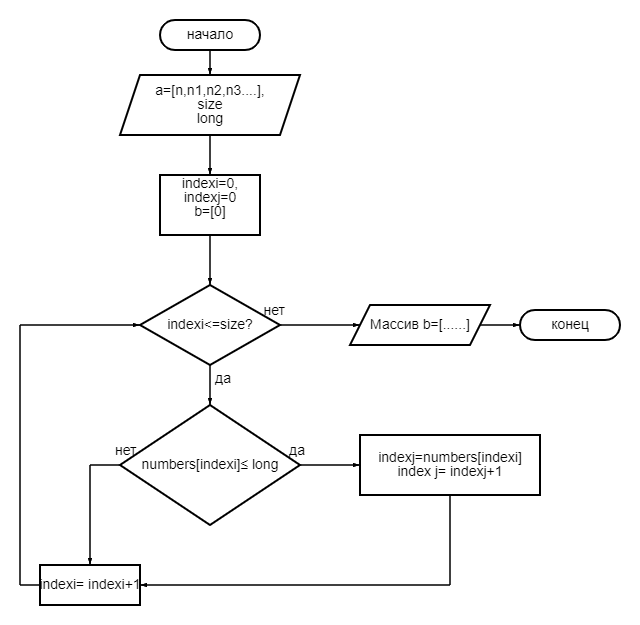 начало
a=[n,n1,n2,n3....],
size
long
indexi=0,
indexj=0
b=[0]
indexi<=size?
нет
Массив b=[......]
конец
да
numbers[indexi]≤ long
нет
да
indexj=numbers[indexi]
index j= indexj+1
indexi= indexi+1